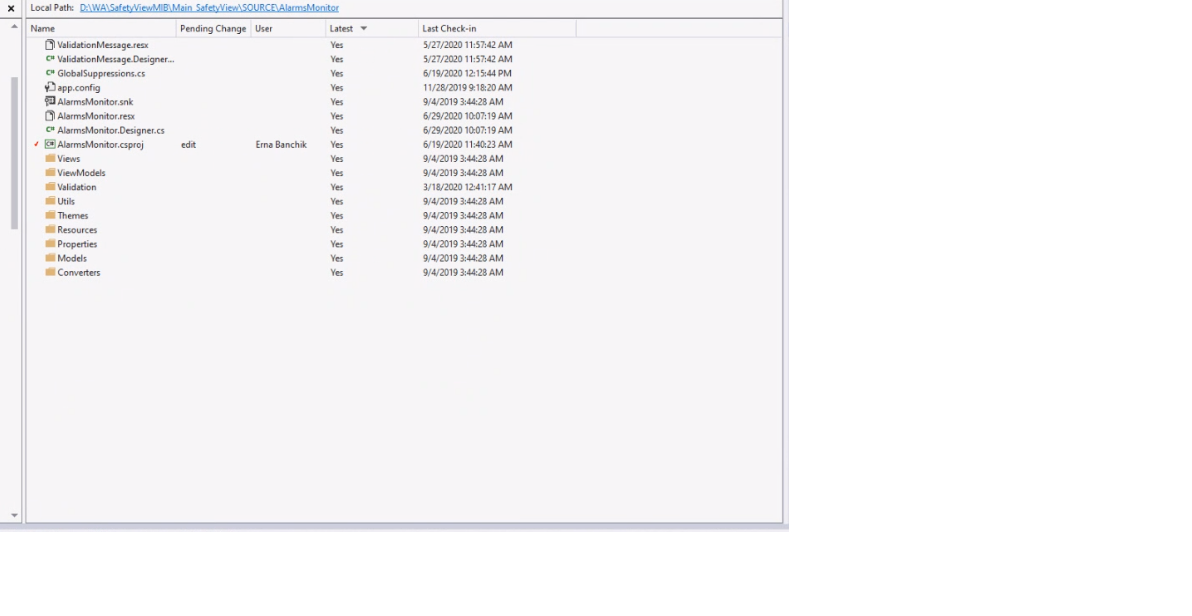 Local Path: D:\WA\SafetyViewMIB\Main_SafetyView\SOURCE\AlarmsMonitor
Name Pending Change User Latest Last Check-in
ValidationMessage.resx Yes 5/27/2020 11:57:42 AM
ValidationMessage.Designer... Yes 5/27/2020 11:57:42 AM
GlobalSuppressions.cs Yes 6/19/2020 12:15:44 PM
app.config Yes 11/28/2019 9:18:20 AM
AlarmsMonitor.snk Yes 9/4/2019 3:44:28 AM
AlarmsMonitor.resx Yes 6/29/2020 10:07:19 AM
AlarmsMonitor.Designer.cs Yes 6/29/2020 10:07:19 AM
AlarmsMonitor.csproj edit Erna Banchik Yes 6/19/2020 11:40:23 AM
Views Yes 9/4/2019 3:44:28 AM
ViewModels Yes 9/4/2019 3:44:28 AM
Validation Yes 3/18/2020 12:41:17 AM
Utils Yes 9/4/2019 3:44:28 AM
Themes Yes 9/4/2019 3:44:28 AM
Resources Yes 9/4/2019 3:44:28 AM
Properties Yes 9/4/2019 3:44:28 AM
Models Yes 9/4/2019 3:44:28 AM
Converters Yes 9/4/2019 3:44:28 AM